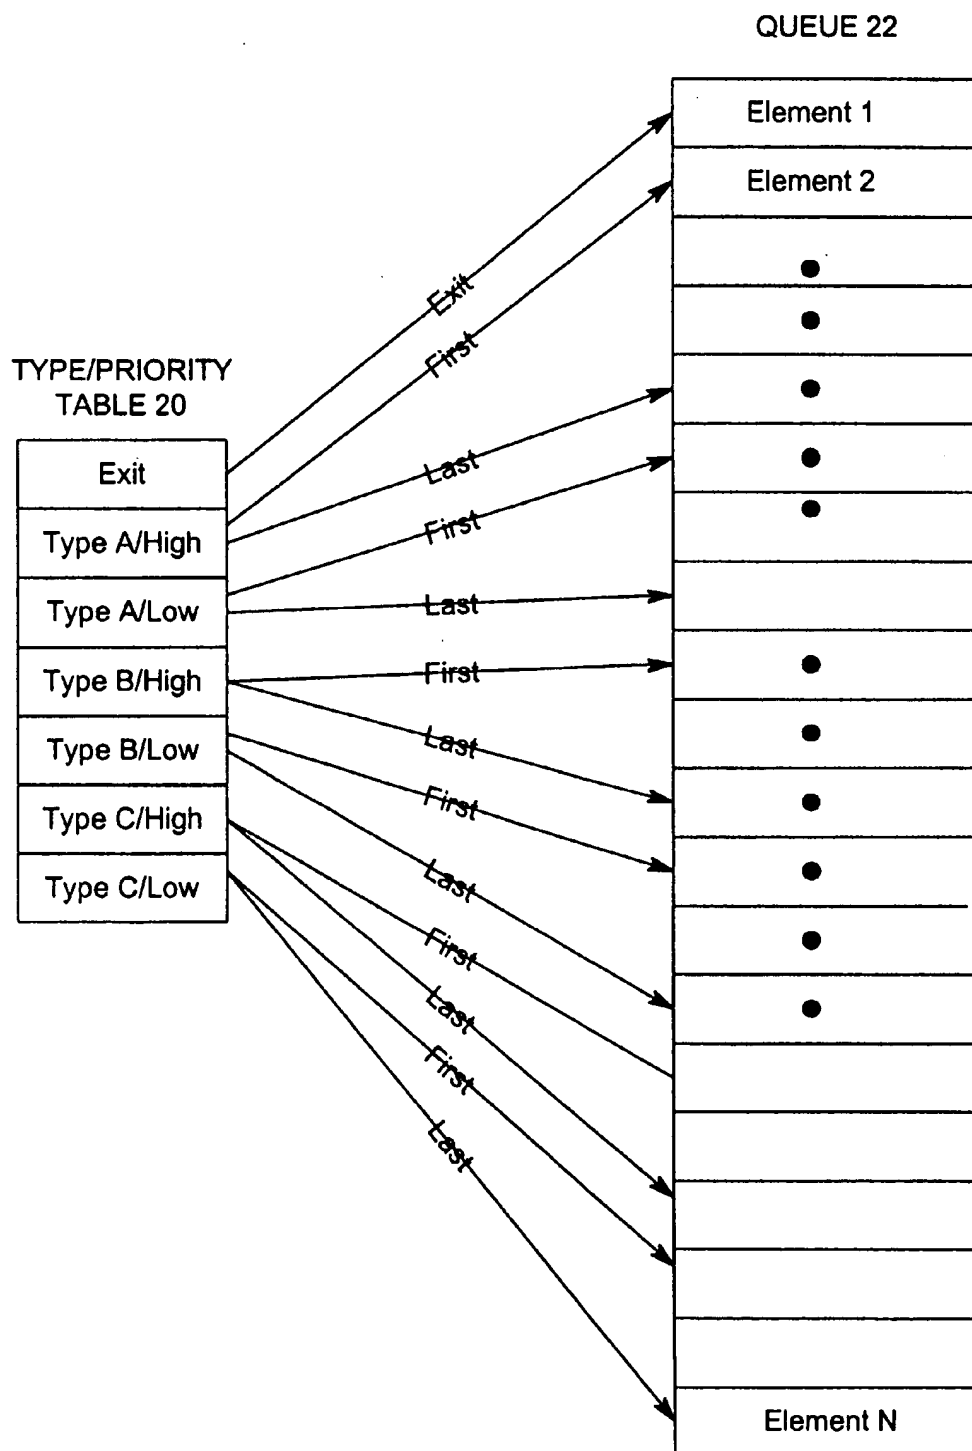 QUEUE 22
Element 1
Element 2
Exit
First
TYPE/PRIORITY
TABLE 20
Exit
Type A/High
Type A/Low
Type B/High
Type B/Low
Type C/High
Type C/Low
Last
First
Last
First
Last
First
Last
First
Last
First
Last
Element N